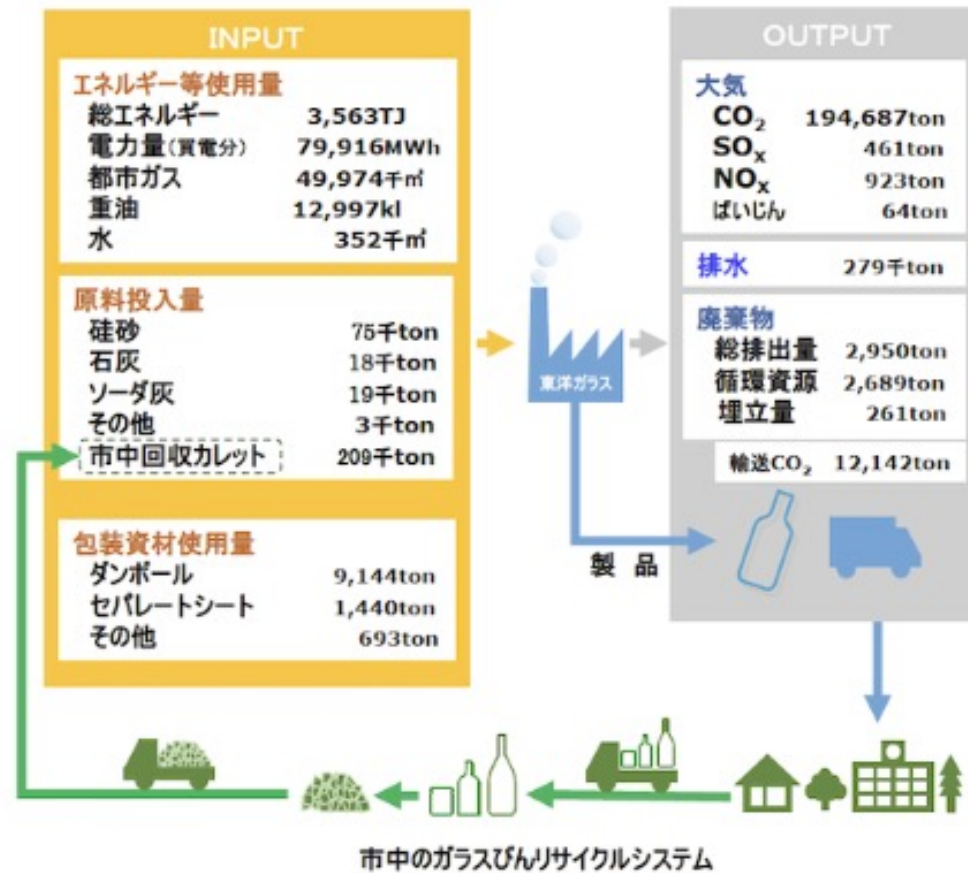 INPUT
エネルギー等使用量
総エネルギー 3,563TJ
電力量(買電分) 79,916MWh
都市ガス 49,974千㎥
重油 12,997kl
水 352千㎥
原料投入量
硅砂 75千ton
石灰 18千ton
ソーダ灰 19千ton
その他 3千ton
市中回収カレット 209千ton
包装資材使用量
ダンボール 9,144ton
セパレートシート 1,440ton
その他 693ton
東洋ガラス
製品
OUTPUT
大気
CO₂ 194,687ton
SOx 461ton
NOx 923ton
ばいじん 64ton
排水 279千ton
廃棄物
総排出量 2,950ton
循環資源 2,689ton
埋立量 261ton
輸送CO₂ 12,142ton
市中のガラスびんリサイクルシステム